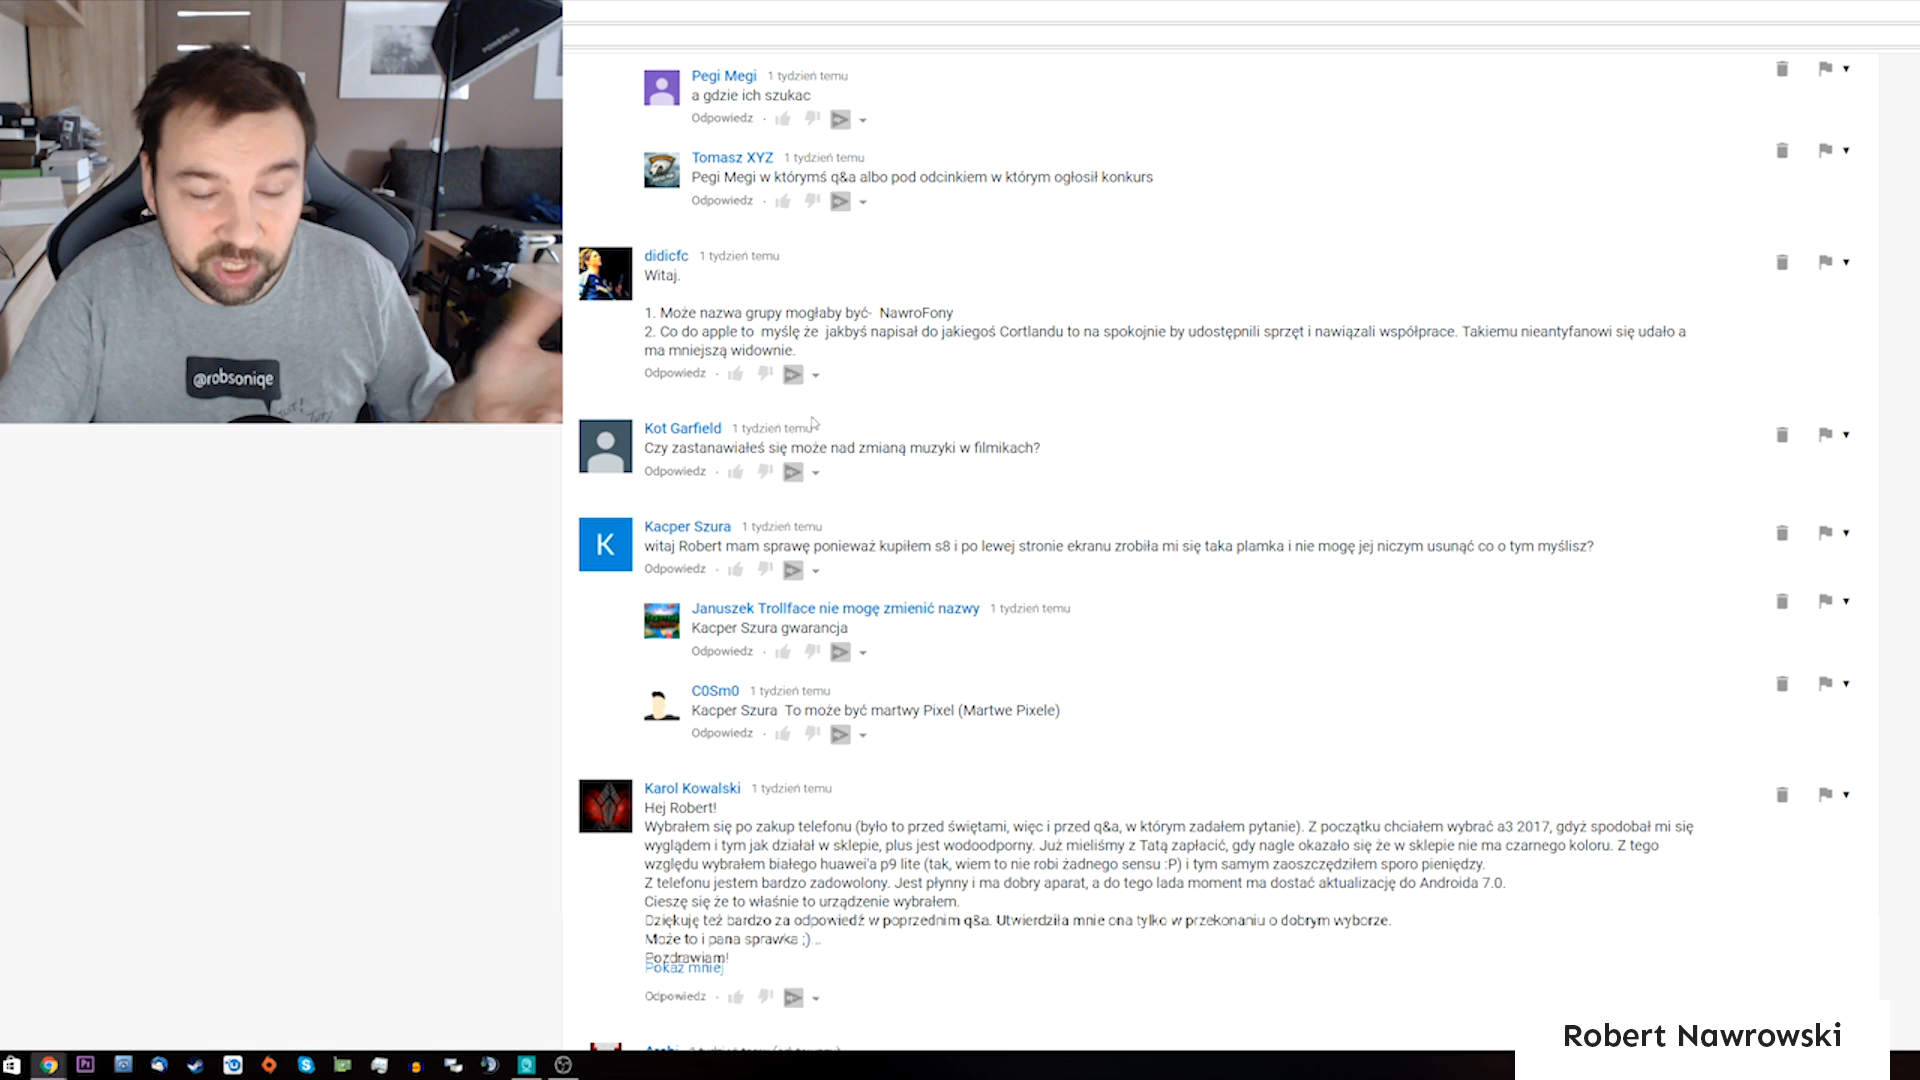 POWERLUX
@robsoniqe
TUT!
TUT!
Pegi Megi 1 tydzień temu
a gdzie ich szukac
Odpowiedz
Tomasz XYZ 1 tydzień temu
Pegi Megi w którymś q&a albo pod odcinkiem w którym ogłosił konkurs
Odpowiedz
didicfc 1 tydzień temu
Witaj.
1. Może nazwa grupy mogłaby być- NawroFony
2. Co do apple to myślę że jakbyś napisał do jakiegoś Cortlandu to na spokojnie by udostępnili sprzęt i nawiązali współprace. Takiemu nieantyfanowi się udało a
ma mniejszą widownie.
Odpowiedz
Kot Garfield 1 tydzień temu
Czy zastanawiałeś się może nad zmianą muzyki w filmikach?
Odpowiedz
K
Kacper Szura 1 tydzień temu
witaj Robert mam sprawę ponieważ kupiłem s8 i po lewej stronie ekranu zrobiła mi się taka plamka i nie mogę jej niczym usunąć co o tym myślisz?
Odpowiedz
Januszek Trollface nie mogę zmienić nazwy 1 tydzień temu
Kacper Szura gwarancja
Odpowiedz
C0Sm0 1 tydzień temu
Kacper Szura To może być martwy Pixel (Martwe Pixele)
Odpowiedz
Karol Kowalski 1 tydzień temu
Hej Robert!
Wybrałem się po zakup telefonu (było to przed świętami, więc i przed q&a, w którym zadałem pytanie). Z początku chciałem wybrać a3 2017, gdyż spodobał mi się
wyglądem i tym jak działał w sklepie, plus jest wodoodporny. Już mieliśmy z Tatą zapłacić, gdy nagle okazało się że w sklepie nie ma czarnego koloru. Z tego
względu wybrałem białego huawei'a p9 lite (tak, wiem to nie robi żadnego sensu :P) i tym samym zaoszczędziłem sporo pieniędzy.
Z telefonu jestem bardzo zadowolony. Jest płynny i ma dobry aparat, a do tego lada moment ma dostać aktualizację do Androida 7.0.
Cieszę się że to właśnie to urządzenie wybrałem.
Dziękuję też bardzo za odpowiedź w poprzednim q&a. Utwierdziła mnie ona tylko w przekonaniu o dobrym wyborze.
Może to i pana sprawka ;)...
Pozdrawiam!
Pokaż mniej
Odpowiedz
Robert Nawrowski